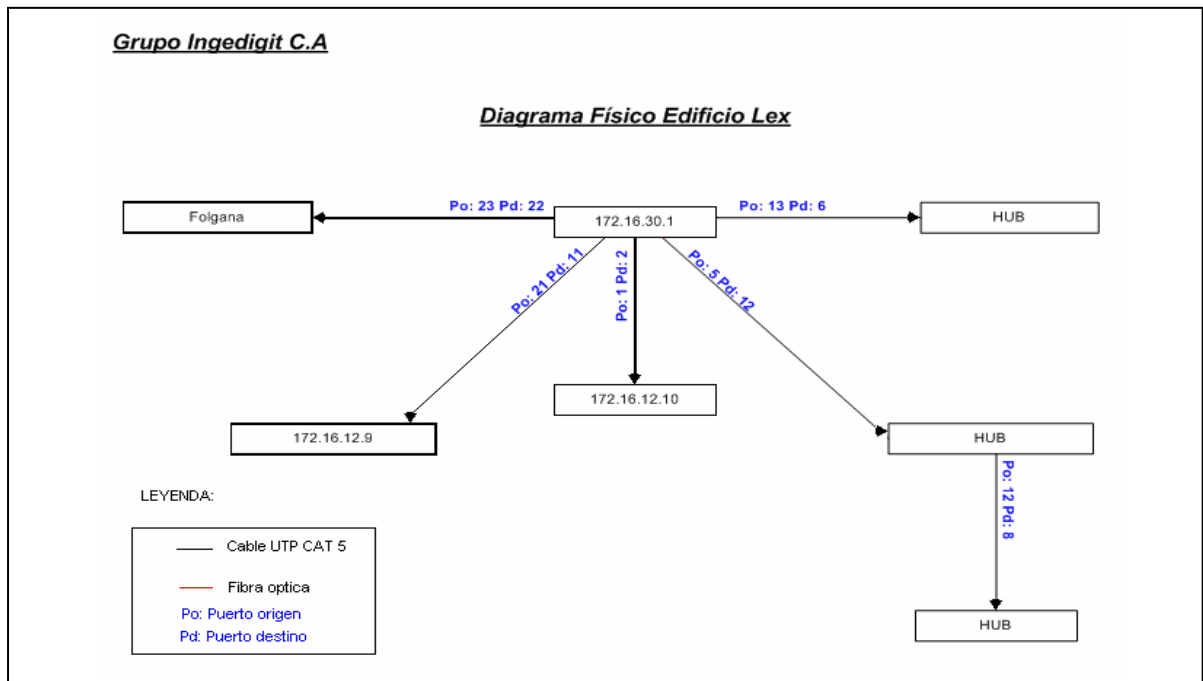 Grupo Ingedigit C.A
Diagrama Físico Edificio Lex
Folgana
Po: 23 Pd: 22
172.16.30.1
Po: 13 Pd: 6
HUB
Po: 21 Pd: 11
Po: 1 Pd: 2
Po: 5 Pd: 12
172.16.12.10
172.16.12.9
HUB
Po: 12 Pd: 8
HUB
LEYENDA:
Cable UTP CAT 5
Fibra optica
Po: Puerto origen
Pd: Puerto destino